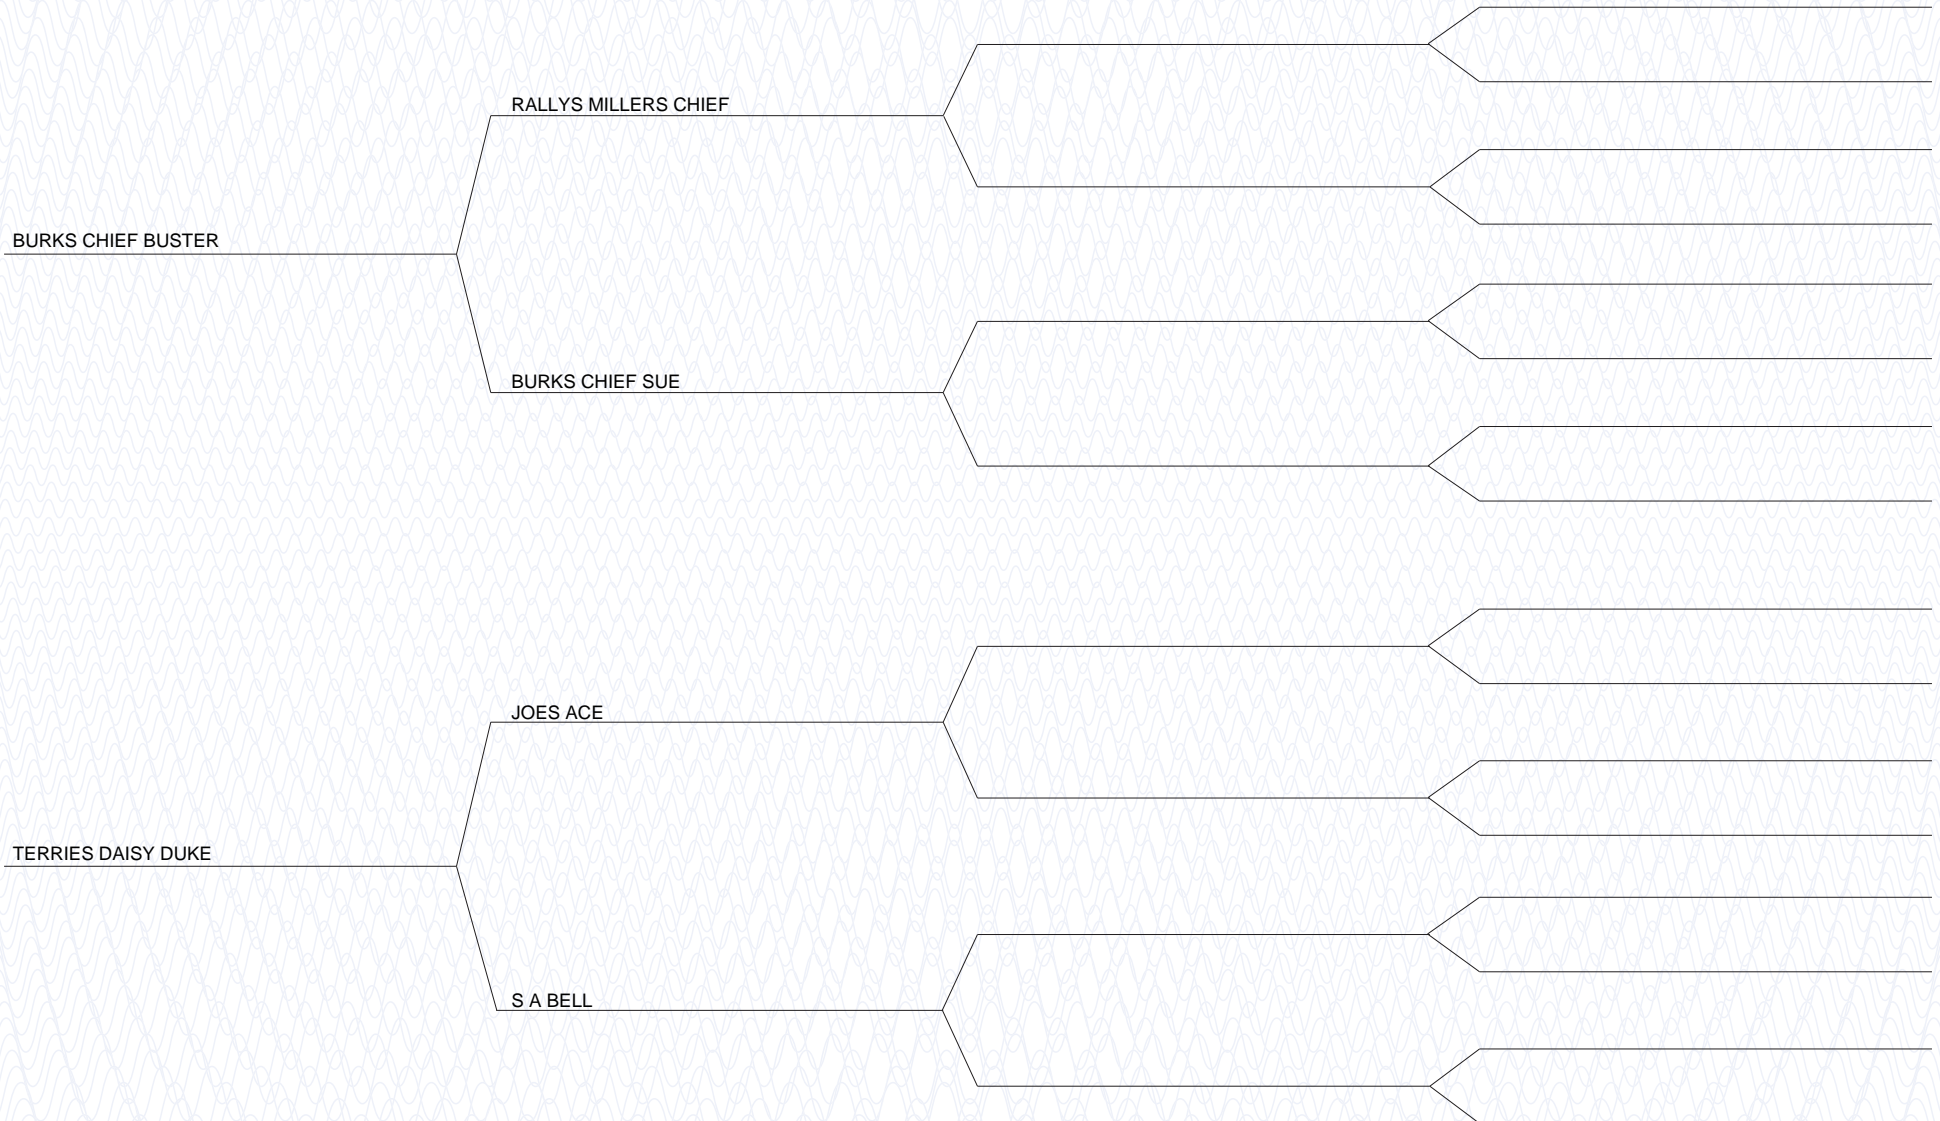 RALLYS MILLERS CHIEF
BURKS CHIEF BUSTER
BURKS CHIEF SUE
JOES ACE
TERRIES DAISY DUKE
S A BELL